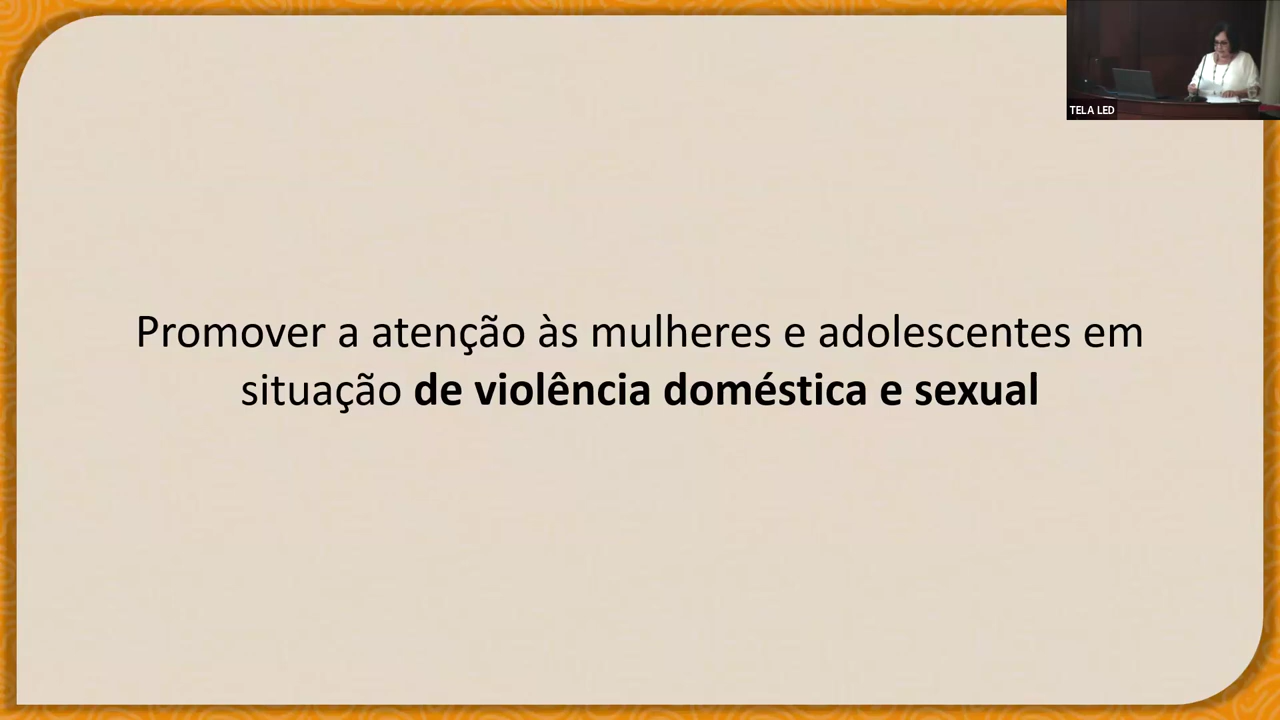 TELA LED
Promover a atenção às mulheres e adolescentes em
situação de violência doméstica e sexual